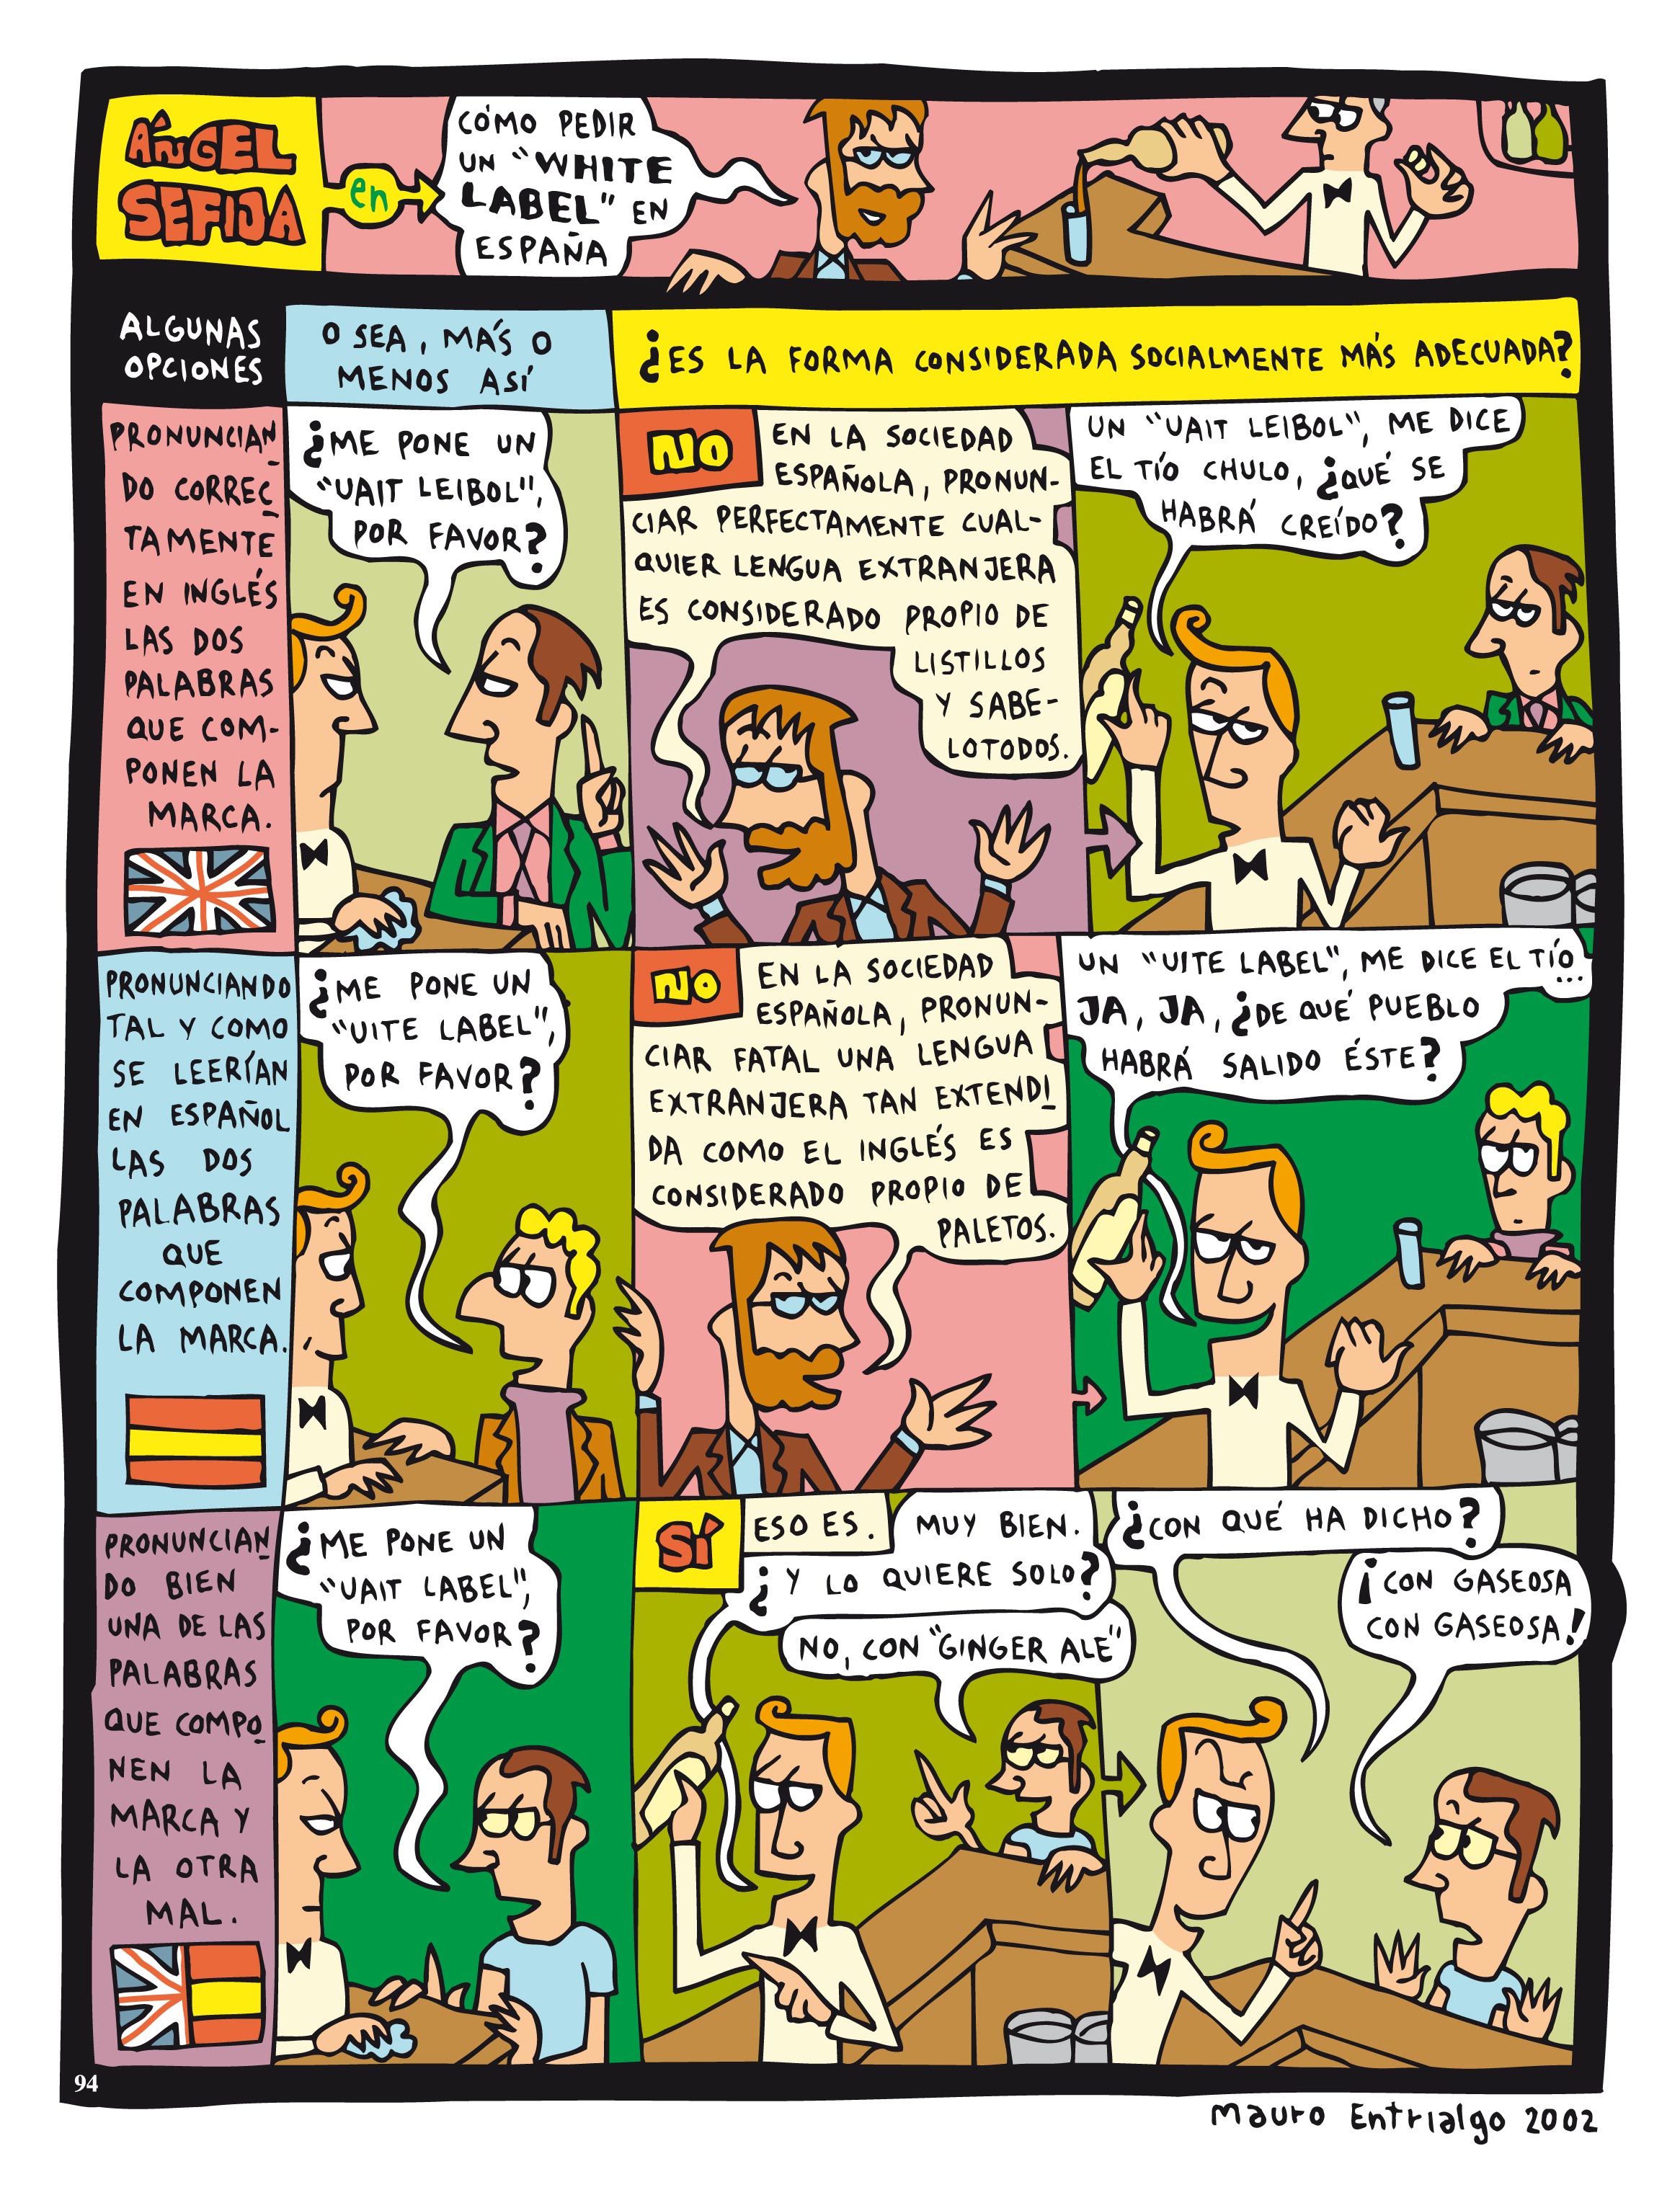 ÁNGEL
SEFIJA
en
CÓMO PEDIR
UN "WHITE
LABEL" EN
ESPAÑA
ALGUNAS
OPCIONES
O SEA, MÁS O
MENOS ASÍ
¿ES LA FORMA CONSIDERADA SOCIALMENTE MÁS ADECUADA?
PRONUNCIAN
DO CORREC
TAMENTE
EN INGLÉS
LAS DOS
PALABRAS
QUE COM-
PONEN LA
MARCA.
¿ME PONE UN
"UAIT LEIBOL",
POR FAVOR?
NO
EN LA SOCIEDAD
ESPAÑOLA, PRONUN-
CIAR PERFECTAMENTE CUAL-
QUIER LENGUA EXTRANJERA
ES CONSIDERADO PROPIO DE
LISTILLOS
Y SABE-
LOTODOS.
UN "UAIT LEIBOL", ME DICE
EL TÍO CHULO, ¿QUÉ SE
HABRÁ CREÍDO?
PRONUNCIANDO
TAL Y COMO
SE LEERÍAN
EN ESPAÑOL
LAS DOS
PALABRAS
QUE
COMPONEN
LA MARCA.
¿ME PONE UN
"UITE LABEL",
POR FAVOR?
NO
EN LA SOCIEDAD
ESPAÑOLA, PRONUN-
CIAR FATAL UNA LENGUA
EXTRANJERA TAN EXTENDI
DA COMO EL INGLÉS ES
CONSIDERADO PROPIO DE
PALETOS.
UN "UITE LABEL", ME DICE EL TÍO...
JA, JA, ¿DE QUÉ PUEBLO
HABRÁ SALIDO ÉSTE?
PRONUNCIAN
DO BIEN
UNA DE LAS
PALABRAS
QUE COMPO
NEN LA
MARCA Y
LA OTRA
MAL.
¿ME PONE UN
"UAIT LABEL",
POR FAVOR?
SÍ
ESO ES.
MUY BIEN.
¿Y LO QUIERE SOLO?
NO, CON "GINGER ALE"
¿CON QUÉ HA DICHO?
¡CON GASEOSA
CON GASEOSA!
94
Mauro Entrialgo 2002